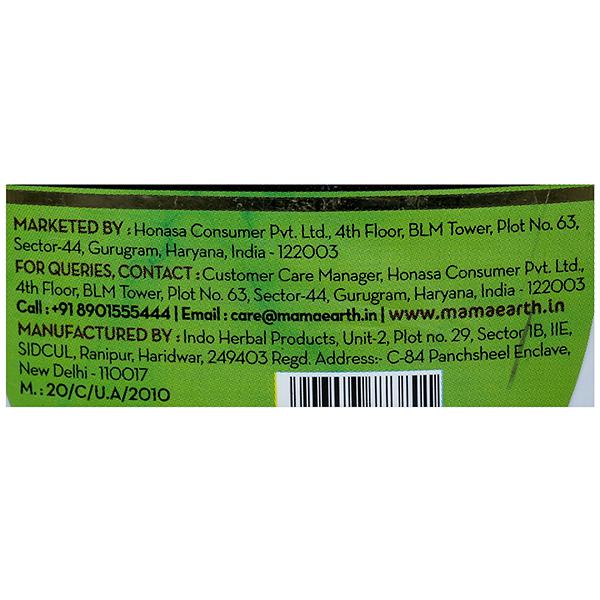 MARKETED BY : Honasa Consumer Pvt. Ltd., 4th Floor, BLM Tower, Plot No. 63,
Sector-44, Gurugram, Haryana, India - 122003
FOR QUERIES, CONTACT : Customer Care Manager, Honasa Consumer Pvt. Ltd.,
4th Floor, BLM Tower, Plot No. 63, Sector-44, Gurugram, Haryana, India - 122003
Call : +91 8901555444 | Email : care@mamaearth.in | www.mamaearth.in
MANUFACTURED BY : Indo Herbal Products, Unit-2, Plot no. 29, Sector 1B, IIE,
SIDCUL, Ranipur, Haridwar, 249403 Regd. Address:- C-84 Panchsheel Enclave,
New Delhi - 110017
M. : 20/C/U.A/2010